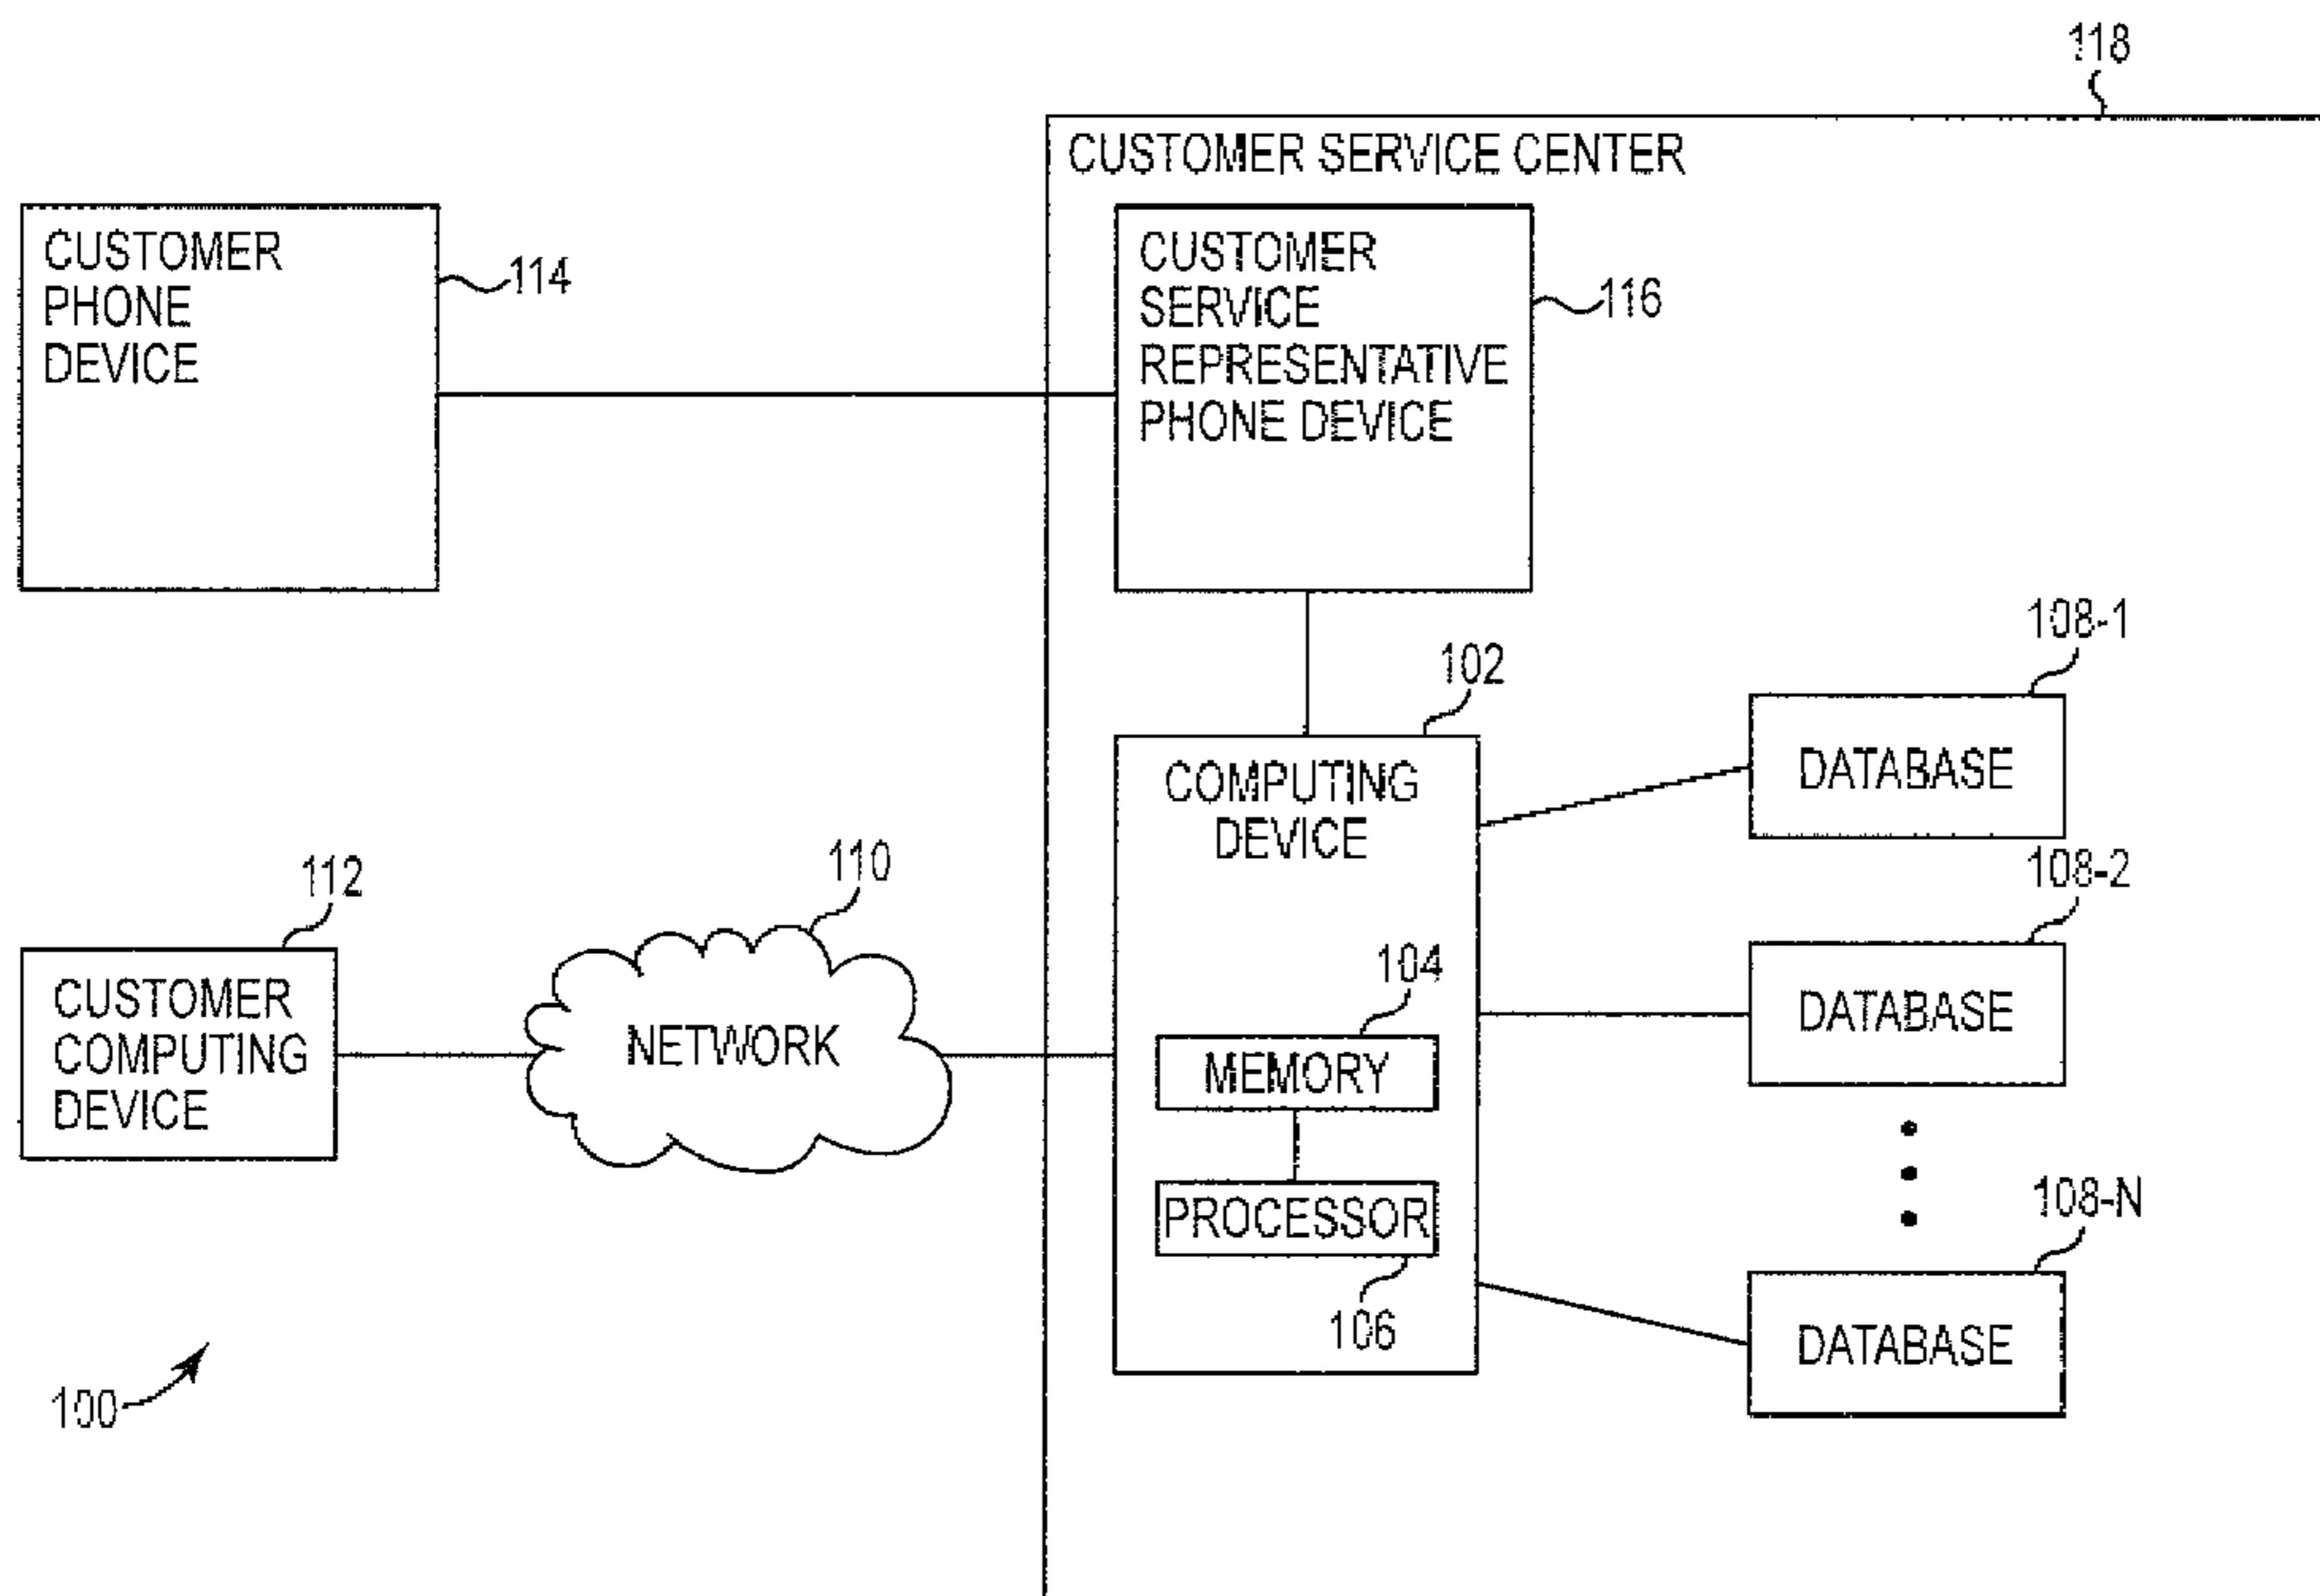 118
CUSTOMER SERVICE CENTER
CUSTOMER
PHONE
DEVICE
114
CUSTOMER
SERVICE
REPRESENTATIVE
PHONE DEVICE
116
108-1
102
DATABASE
COMPUTING
DEVICE
108-2
112
110
104
CUSTOMER
COMPUTING
DEVICE
NETWORK
MEMORY
DATABASE
PROCESSOR
108-N
106
DATABASE
100